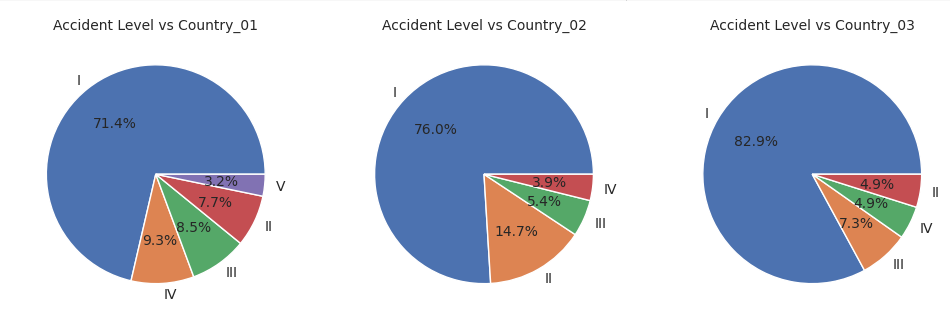 Accident Level vs Country_01
I
71.4%
3.2%
V
7.7%
II
8.5%
9.3%
III
IV
Accident Level vs Country_02
I
76.0%
3.9%
IV
5.4%
III
14.7%
II
Accident Level vs Country_03
I
82.9%
4.9%
II
4.9%
IV
7.3%
III